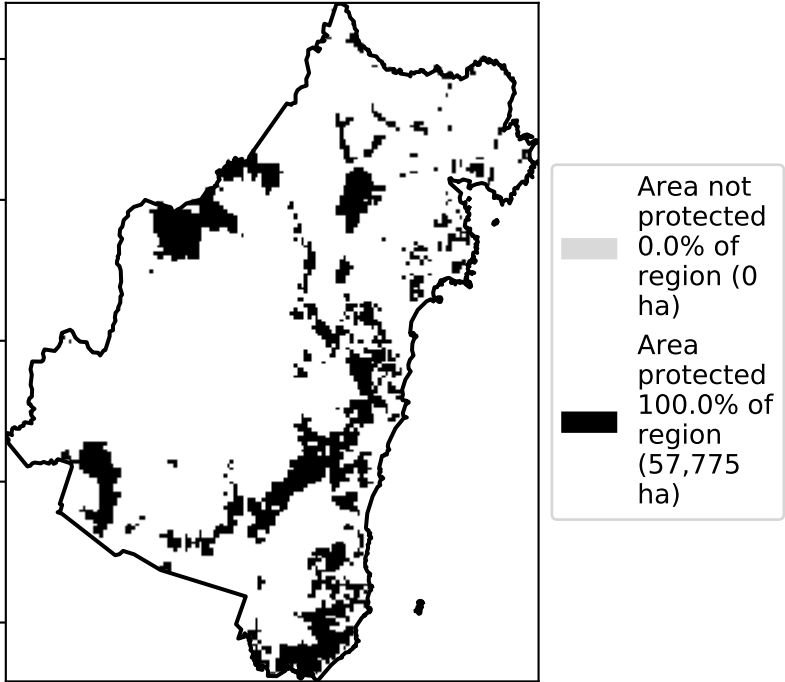 Area not
protected
0.0% of
region (0
ha)
Area
protected
100.0% of
region
(57,775
ha)